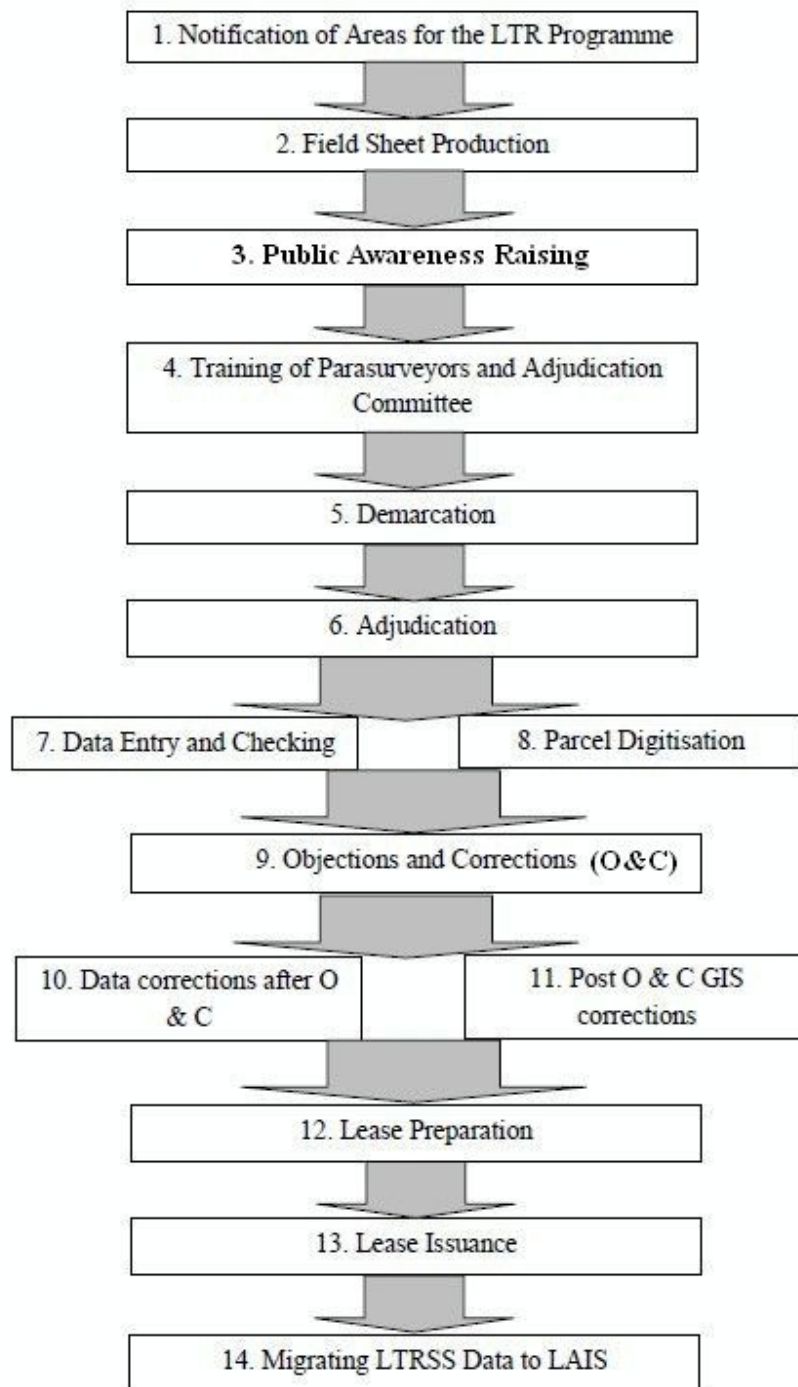 1. Notification of Areas for the LTR Programme
2. Field Sheet Production
3. Public Awareness Raising
4. Training of Parasurveyors and Adjudication
Committee
5. Demarcation
6. Adjudication
7. Data Entry and Checking
8. Parcel Digitisation
9. Objections and Corrections (O&C)
10. Data corrections after O
& C
11. Post O & C GIS
corrections
12. Lease Preparation
13. Lease Issuance
14. Migrating LTRSS Data to LAIS